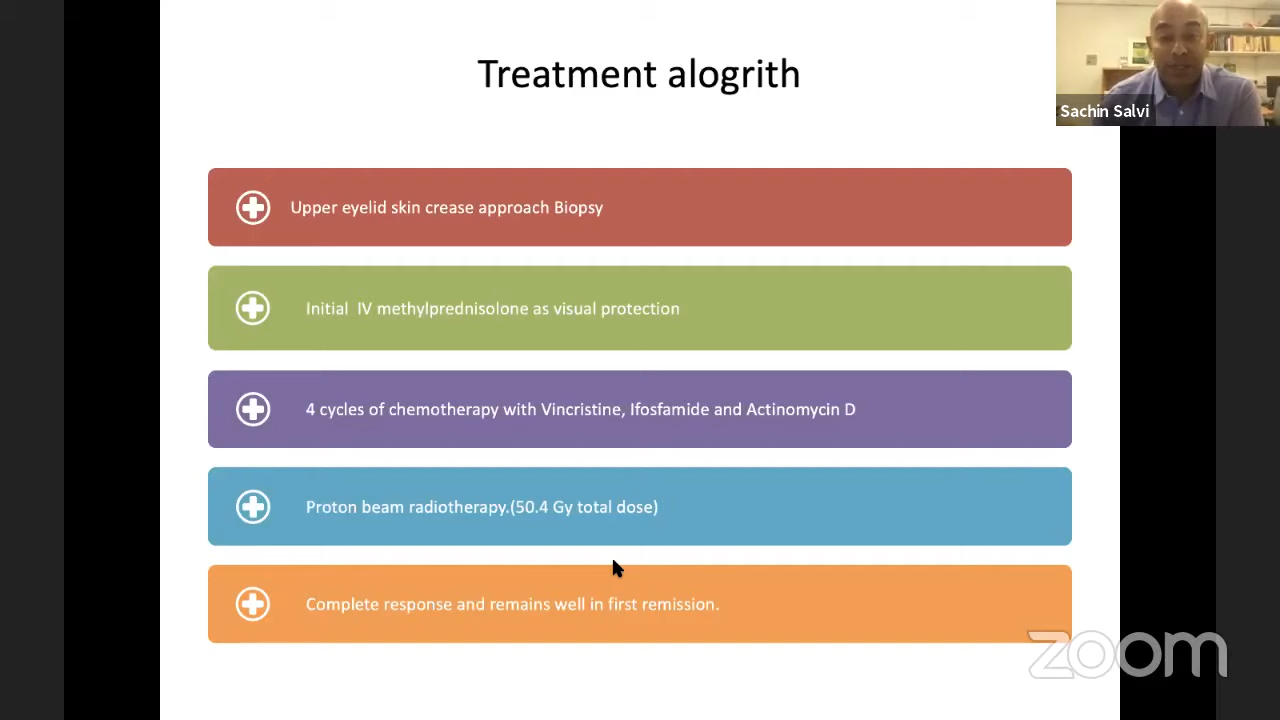 Treatment alogrith
Sachin Salvi
Upper eyelid skin crease approach Biopsy
Initial  IV methylprednisolone as visual protection
4 cycles of chemotherapy with Vincristine, Ifosfamide and Actinomycin D
Proton beam radiotherapy.(50.4 Gy total dose)
Complete response and remains well in first remission.
zoom